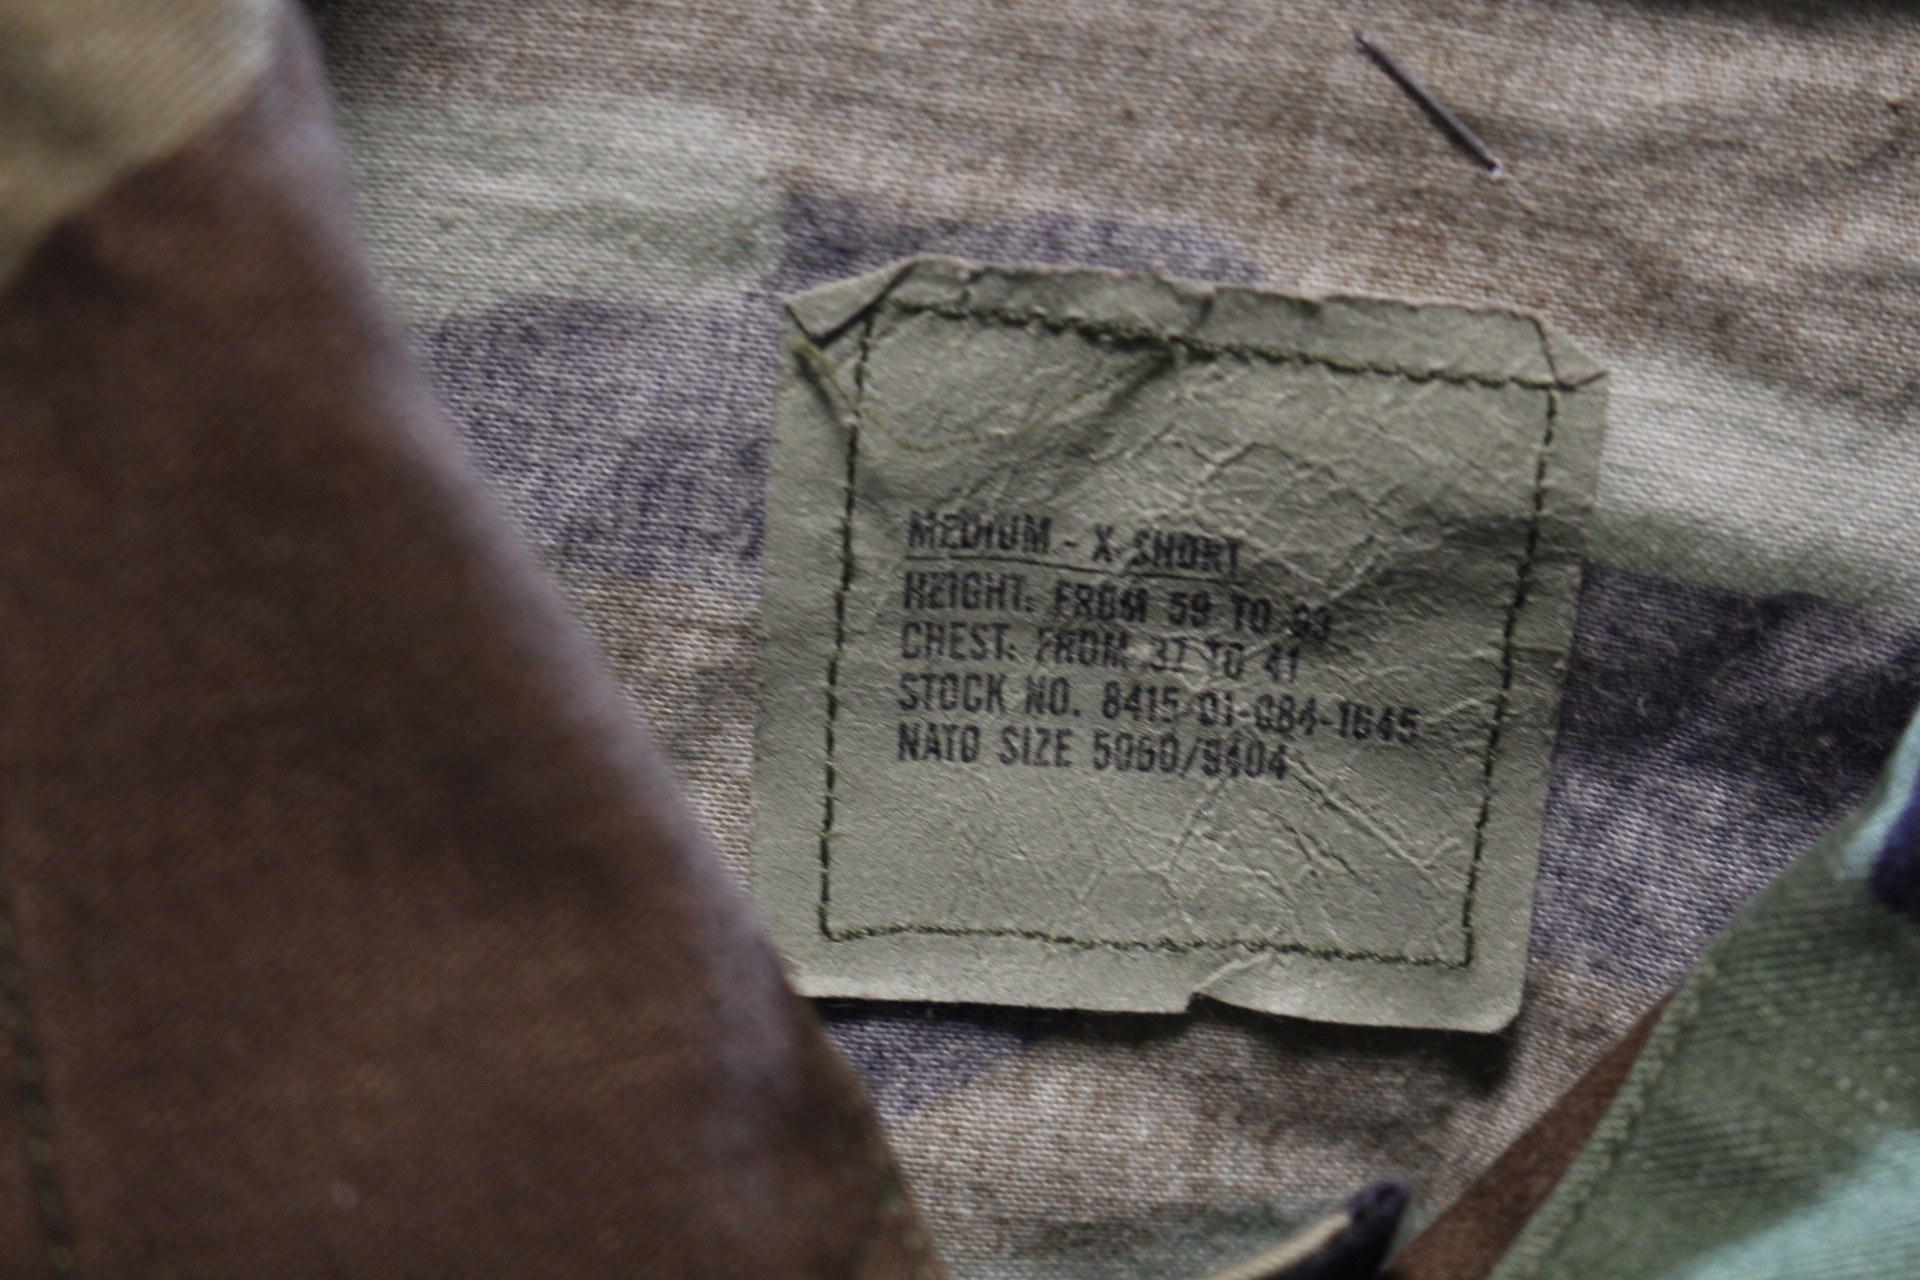 MEDIUM - X-SHORT
HEIGHT: FROM 59 TO 63
CHEST: FROM 37 TO 41
STOCK NO. 8415-01-084-1645
NATO SIZE 5060/9404